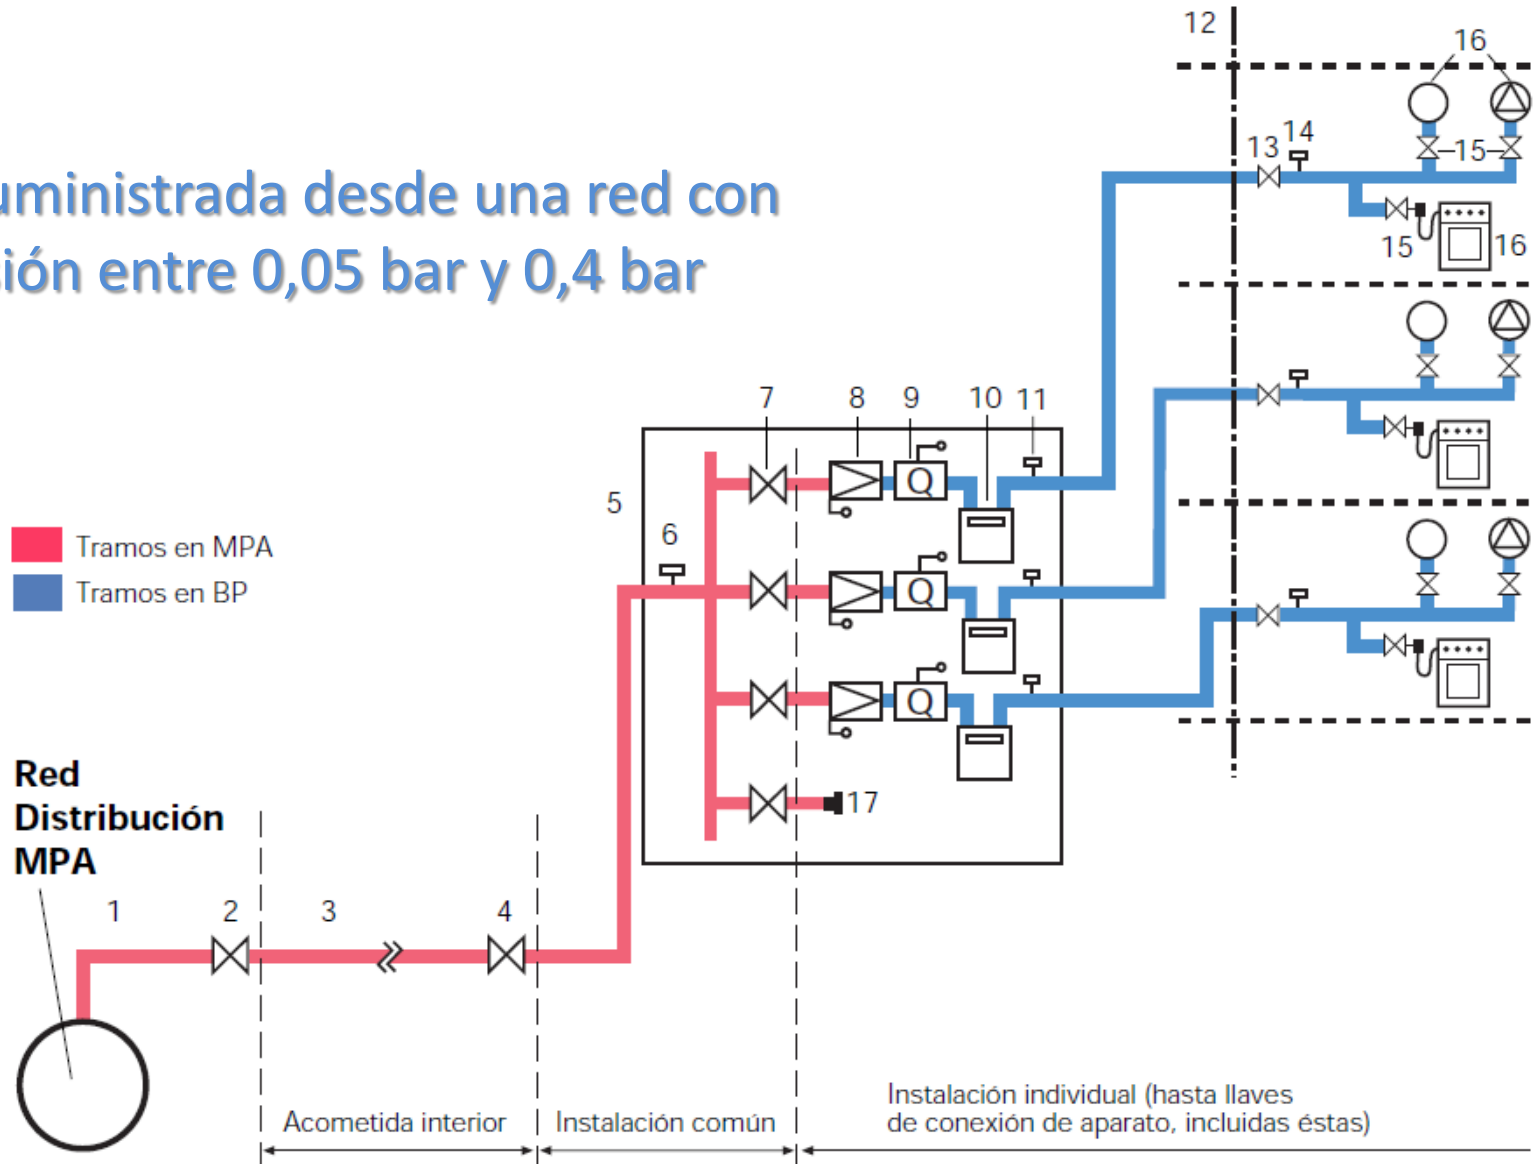 uministrada desde una red con
sión entre 0,05 bar y 0,4 bar
12
16
13 14
15
15
16
7 8 9 10 11
5
6
Q
Q
Q
17
Tramos en MPA
Tramos en BP
Red
Distribución
MPA
1 2 3 4
Acometida interior
Instalación común
Instalación individual (hasta llaves
de conexión de aparato, incluidas éstas)